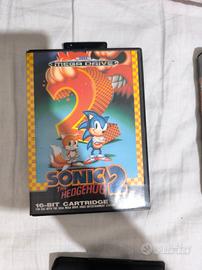 MEGA DRIVE
2
SONIC
THE HEDGEHOG 2
16-BIT CARTRIDGE
subito